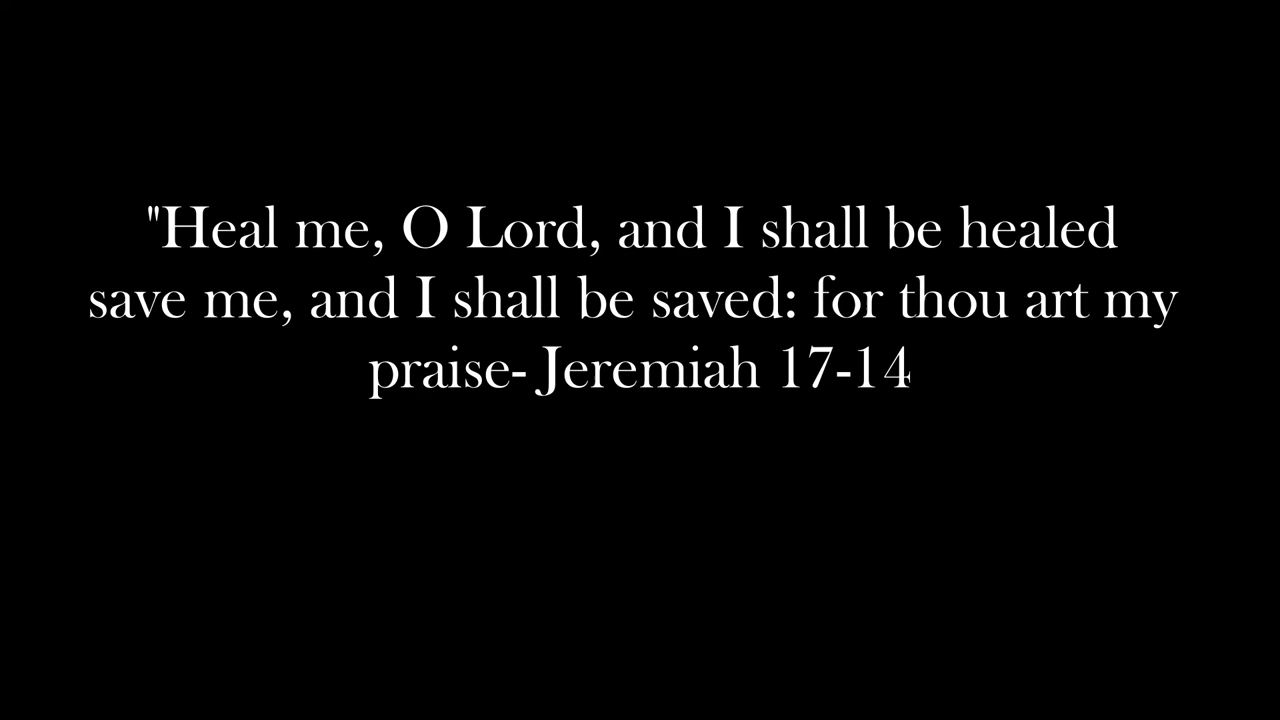 "Heal me, O Lord, and I shall be healed
save me, and I shall be saved: for thou art my
praise- Jeremiah 17-14